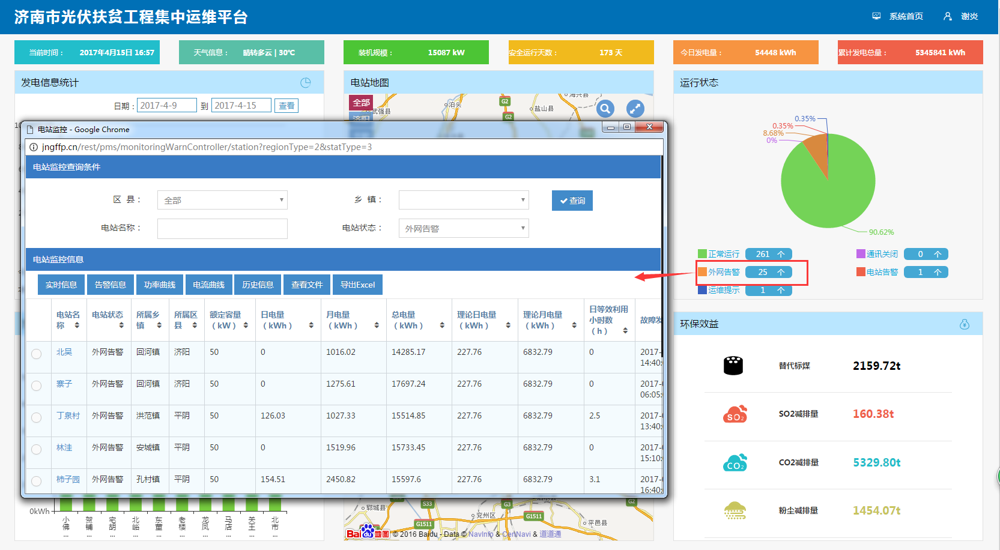 济南市光伏扶贫工程集中运维平台
系统首页
谢炎
当前时间： 2017年4月15日 16:57
天气信息： 晴转多云 | 30℃
装机规模： 15087 kW
安全运行天数： 173 天
今日发电量： 54448 kWh
累计发电总量： 5345841 kWh
发电信息统计
日期： 2017-4-9 到 2017-4-15 查看
电站地图
全部
济阳
武强县
泊头
G2
G2
盐山县
海兴县
运行状态
0.35%
0.35%
8.68%
0%
90.62%
正常运行 261 个
通讯关闭 0 个
外网告警 25 个
电站告警 1 个
运维提示 1 个
电站监控 - Google Chrome
jngffp.cn/rest/pms/monitoringWarnController/station?regionType=2&statType=3
电站监控查询条件
区 县： 全部
乡 镇：
查询
电站名称：
电站状态： 外网告警
电站监控信息
实时信息 告警信息 功率曲线 电流曲线 历史信息 查看文件 导出Excel
电站名称 电站状态 所属乡镇 所属区县 额定容量（kW） 日电量（kWh） 月电量（kWh） 总电量（kWh） 理论日电量（kWh） 理论月电量（kWh） 日等效利用小时数（h） 故障发
北吴 外网告警 回河镇 济阳 50 0 1016.02 14285.17 227.76 6832.79 0 2017- 14:40:
寨子 外网告警 回河镇 济阳 50 0 1275.61 17697.24 227.76 6832.79 0 2017- 06:05:
丁泉村 外网告警 洪范镇 平阴 50 126.03 1027.33 15514.85 227.76 6832.79 2.5 2017- 13:40:
林洼 外网告警 安城镇 平阴 50 0 1519.96 15733.45 227.76 6832.79 0 2017- 15:10:
柿子园 外网告警 孔村镇 平阴 50 154.51 2450.82 15597.6 227.76 6832.79 3.1 2017- 16:40:
0kWh
小佛...
贺铺...
宅胡...
北峪...
东董...
老楼...
龙凤...
马店...
关王...
北市...
郓城县
S33
G3
G2
兖州区
G1511
G1511
平邑县
Bai du 地图
© 2016 Baidu - Data © NavInfo & CenNavi & 道道通
环保效益
替代标煤 2159.72t
SO2
SO2减排量 160.38t
CO2
CO2减排量 5329.80t
粉尘减排量 1454.07t